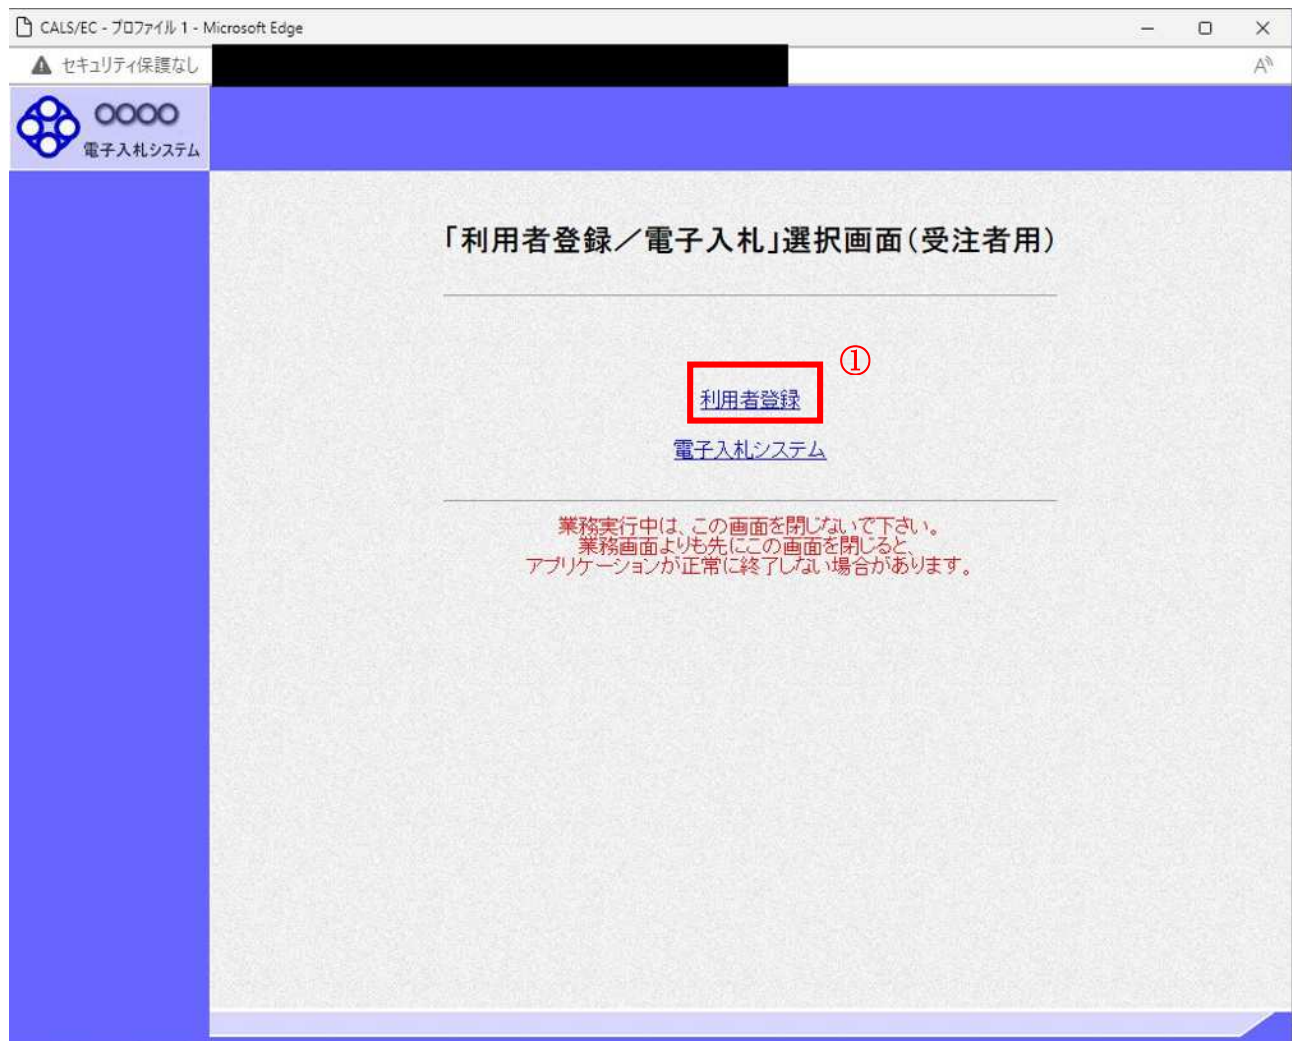 CALS/EC - プロファイル 1 - Microsoft Edge
セキュリティ保護なし
A
○○○○
電子入札システム
「利用者登録／電子入札」選択画面(受注者用)
①
利用者登録
電子入札システム
業務実行中は、この画面を閉じないで下さい。
業務画面よりも先にこの画面を閉じると、
アプリケーションが正常に終了しない場合があります。